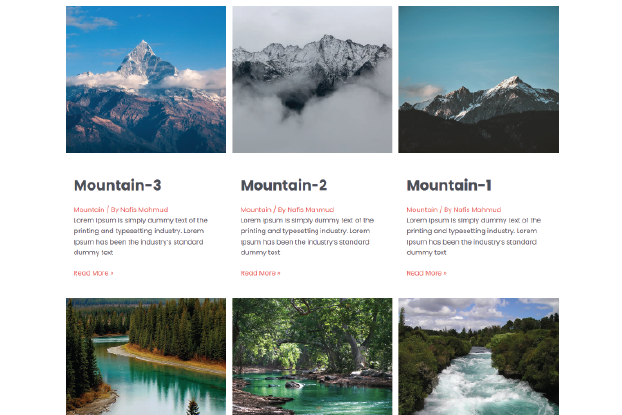 Mountain-3
Mountain / By Nafis Mahmud
Lorem Ipsum is simply dummy text of the
printing and typesetting industry. Lorem
Ipsum has been the industry's standard
dummy text
Read More »
Mountain-2
Mountain / By Nafis Mahmud
Lorem Ipsum is simply dummy text of the
printing and typesetting industry. Lorem
Ipsum has been the industry's standard
dummy text
Read More »
Mountain-1
Mountain / By Nafis Mahmud
Lorem Ipsum is simply dummy text of the
printing and typesetting industry. Lorem
Ipsum has been the industry's standard
dummy text
Read More »